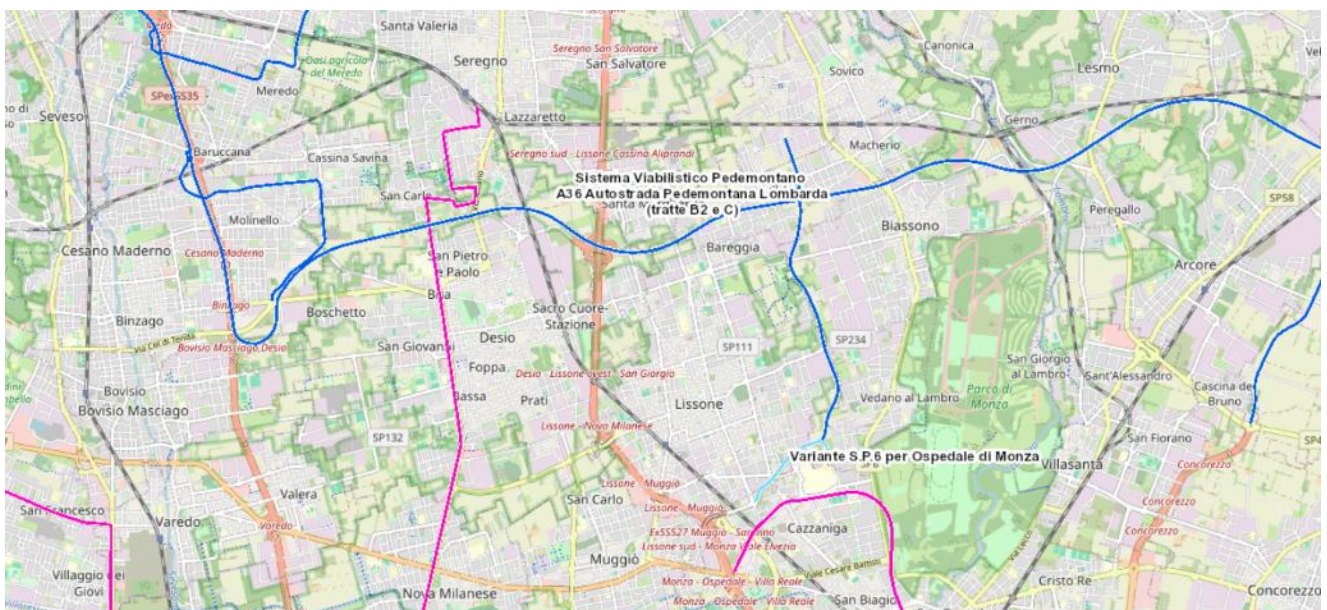 Santa Valeria
Seregno San Salvatore
San Salvatore
Canonica
Oasi agricola
del Meredo
Seregno
Sovico
Lesmo
Meredo
SPexSS35
Seveso
Lazzaretto
Gerno
Baruccana
Cassina Savina
Seregno sud - Lissone Cassina Aliprandi
Macherio
Sistema Viabilistico Pedemontano
A36 Autostrada Pedemontana Lombarda
(tratte B2 e C)
San Carlo
SP58
Molinello
Peregallo
Biassono
Bareggia
Cesano Maderno
Cesano Maderno
San Pietro
e Paolo
Arcore
Binzago
Bria
Boschetto
Sacro Cuore-
Stazione
Binzago
Via Col di Tenda
Desio
SP111
SP234
Bovisio Masciago Desio
San Giovanni
Foppa
San Giorgio
al Lambro
Desio - Lissone ovest - San Giorgio
Sant'Alessandro
Parco di
Monza
Bovisio
Bovisio Masciago
Prati
Lissone
Vedano al Lambro
Cascina del
Bruno
Lissone - Nova Milanese
SP132
San Fiorano
Variante S.P.6 per Ospedale di Monza
SP6
Villasanta
Concorezzo
Lissone - Muggiò
Valera
San Carlo
Concorezzo
San Francesco
Varedo
Varedo
Lissone - Muggiò
Cazzaniga
ExSS527 Muggiò - Saronno
Concorezzo
Lissone sud - Monza Viale Elvezia
Muggiò
Via Lecco
Viale Cesare Battisti
Villaggio dei
Giovi
Monza - Ospedale - Villa Reale
Cristo Re
Nova Milanese
Monza - Ospedale - Villa Reale
San Biagio
Concorezzo